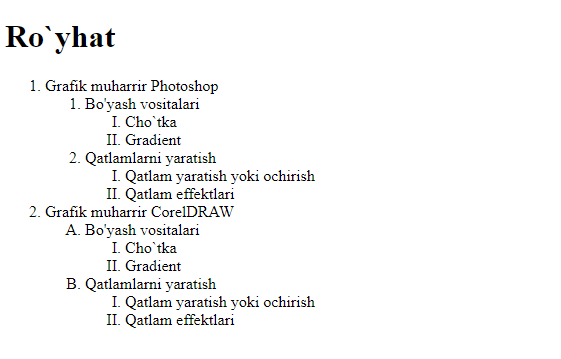 Ro`yhat
1. Grafik muharrir Photoshop
1. Bo'yash vositalari
I. Cho`tka
II. Gradient
2. Qatlamlarni yaratish
I. Qatlam yaratish yoki ochirish
II. Qatlam effektlari
2. Grafik muharrir CorelDRAW
A. Bo'yash vositalari
I. Cho`tka
II. Gradient
B. Qatlamlarni yaratish
I. Qatlam yaratish yoki ochirish
II. Qatlam effektlari